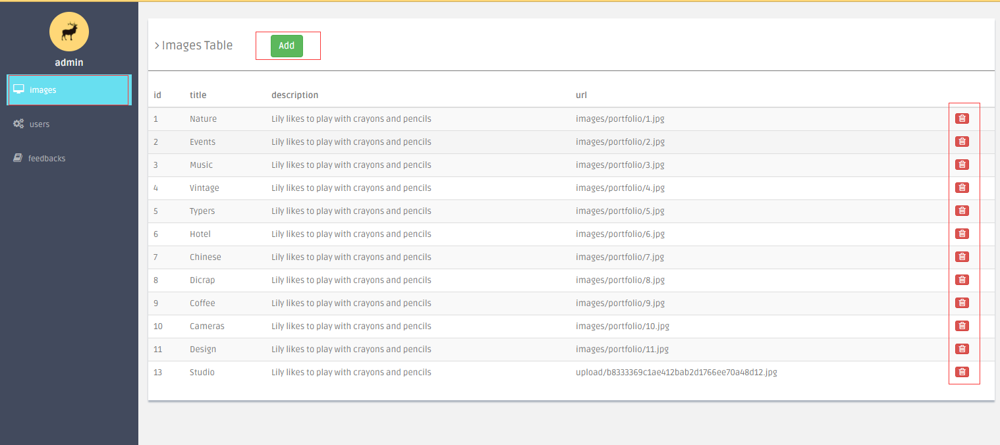 admin
images
users
feedbacks
> Images Table Add
id title description url
1 Nature Lily likes to play with crayons and pencils images/portfolio/1.jpg
2 Events Lily likes to play with crayons and pencils images/portfolio/2.jpg
3 Music Lily likes to play with crayons and pencils images/portfolio/3.jpg
4 Vintage Lily likes to play with crayons and pencils images/portfolio/4.jpg
5 Typers Lily likes to play with crayons and pencils images/portfolio/5.jpg
6 Hotel Lily likes to play with crayons and pencils images/portfolio/6.jpg
7 Chinese Lily likes to play with crayons and pencils images/portfolio/7.jpg
8 Dicrap Lily likes to play with crayons and pencils images/portfolio/8.jpg
9 Coffee Lily likes to play with crayons and pencils images/portfolio/9.jpg
10 Cameras Lily likes to play with crayons and pencils images/portfolio/10.jpg
11 Design Lily likes to play with crayons and pencils images/portfolio/11.jpg
13 Studio Lily likes to play with crayons and pencils upload/b8333369c1ae412bab2d1766ee70a48d12.jpg